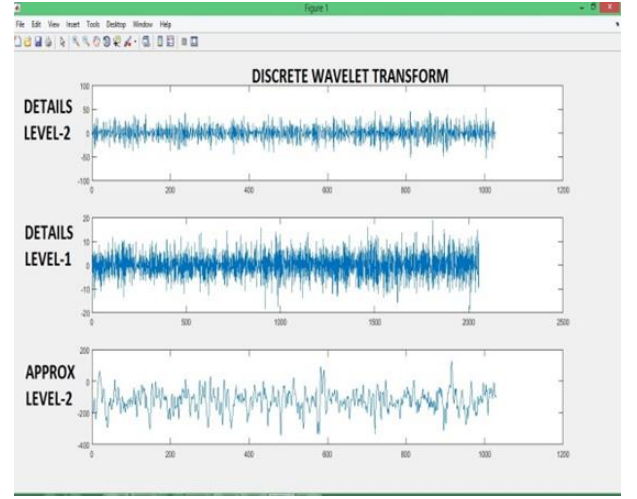 Figure 1
File Edit View Insert Tools Desktop Window Help
DISCRETE WAVELET TRANSFORM
DETAILS
LEVEL-2
100
50
0
-50
-100
0 200 400 600 800 1000 1200
DETAILS
LEVEL-1
20
10
0
-10
-20
0 500 1000 1500 2000 2500
APPROX
LEVEL-2
200
0
-200
-400
0 200 400 600 800 1000 1200